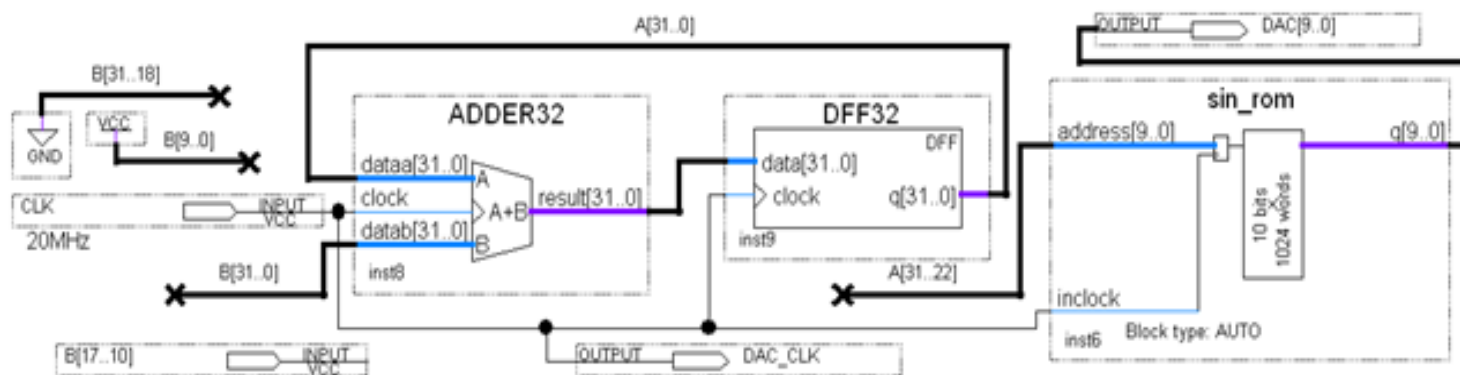 A[31..0]
OUTPUT DAC[9..0]
B[31..18]
GND
VCC
B[9..0]
ADDER32
dataa[31..0]
A
clock
A+B
result[31..0]
datab[31..0]
B
inst8
CLK
INPUT
VCC
20MHz
B[31..0]
DFF32
DFF
data[31..0]
clock
q[31..0]
inst9
A[31..22]
sin_rom
address[9..0]
q[9..0]
10 bits
×
1024 words
inclock
inst6
Block type: AUTO
B[17..10]
INPUT
VCC
OUTPUT
DAC_CLK